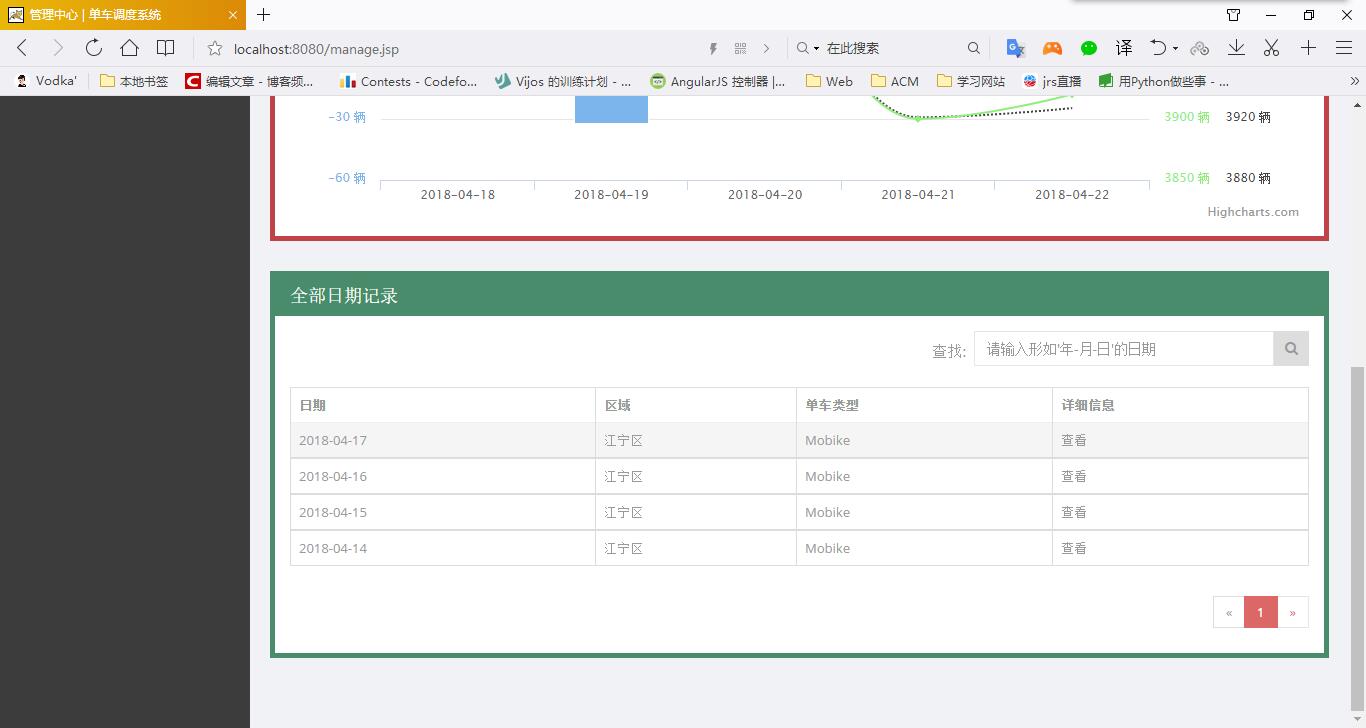 管理中心 | 单车调度系统
localhost:8080/manage.jsp
在此搜索
译
Vodka' 本地书签 编辑文章 - 博客频... Contests - Codefo... Vijos 的训练计划 - ... AngularJS 控制器 |... Web ACM 学习网站 jrs直播 用Python做些事 - ...
-30 辆 3900 辆 3920 辆
-60 辆 3850 辆 3880 辆
2018-04-18 2018-04-19 2018-04-20 2018-04-21 2018-04-22
Highcharts.com
全部日期记录
查找: 请输入形如'年-月-日'的日期
日期 区域 单车类型 详细信息
2018-04-17 江宁区 Mobike 查看
2018-04-16 江宁区 Mobike 查看
2018-04-15 江宁区 Mobike 查看
2018-04-14 江宁区 Mobike 查看
« 1 »